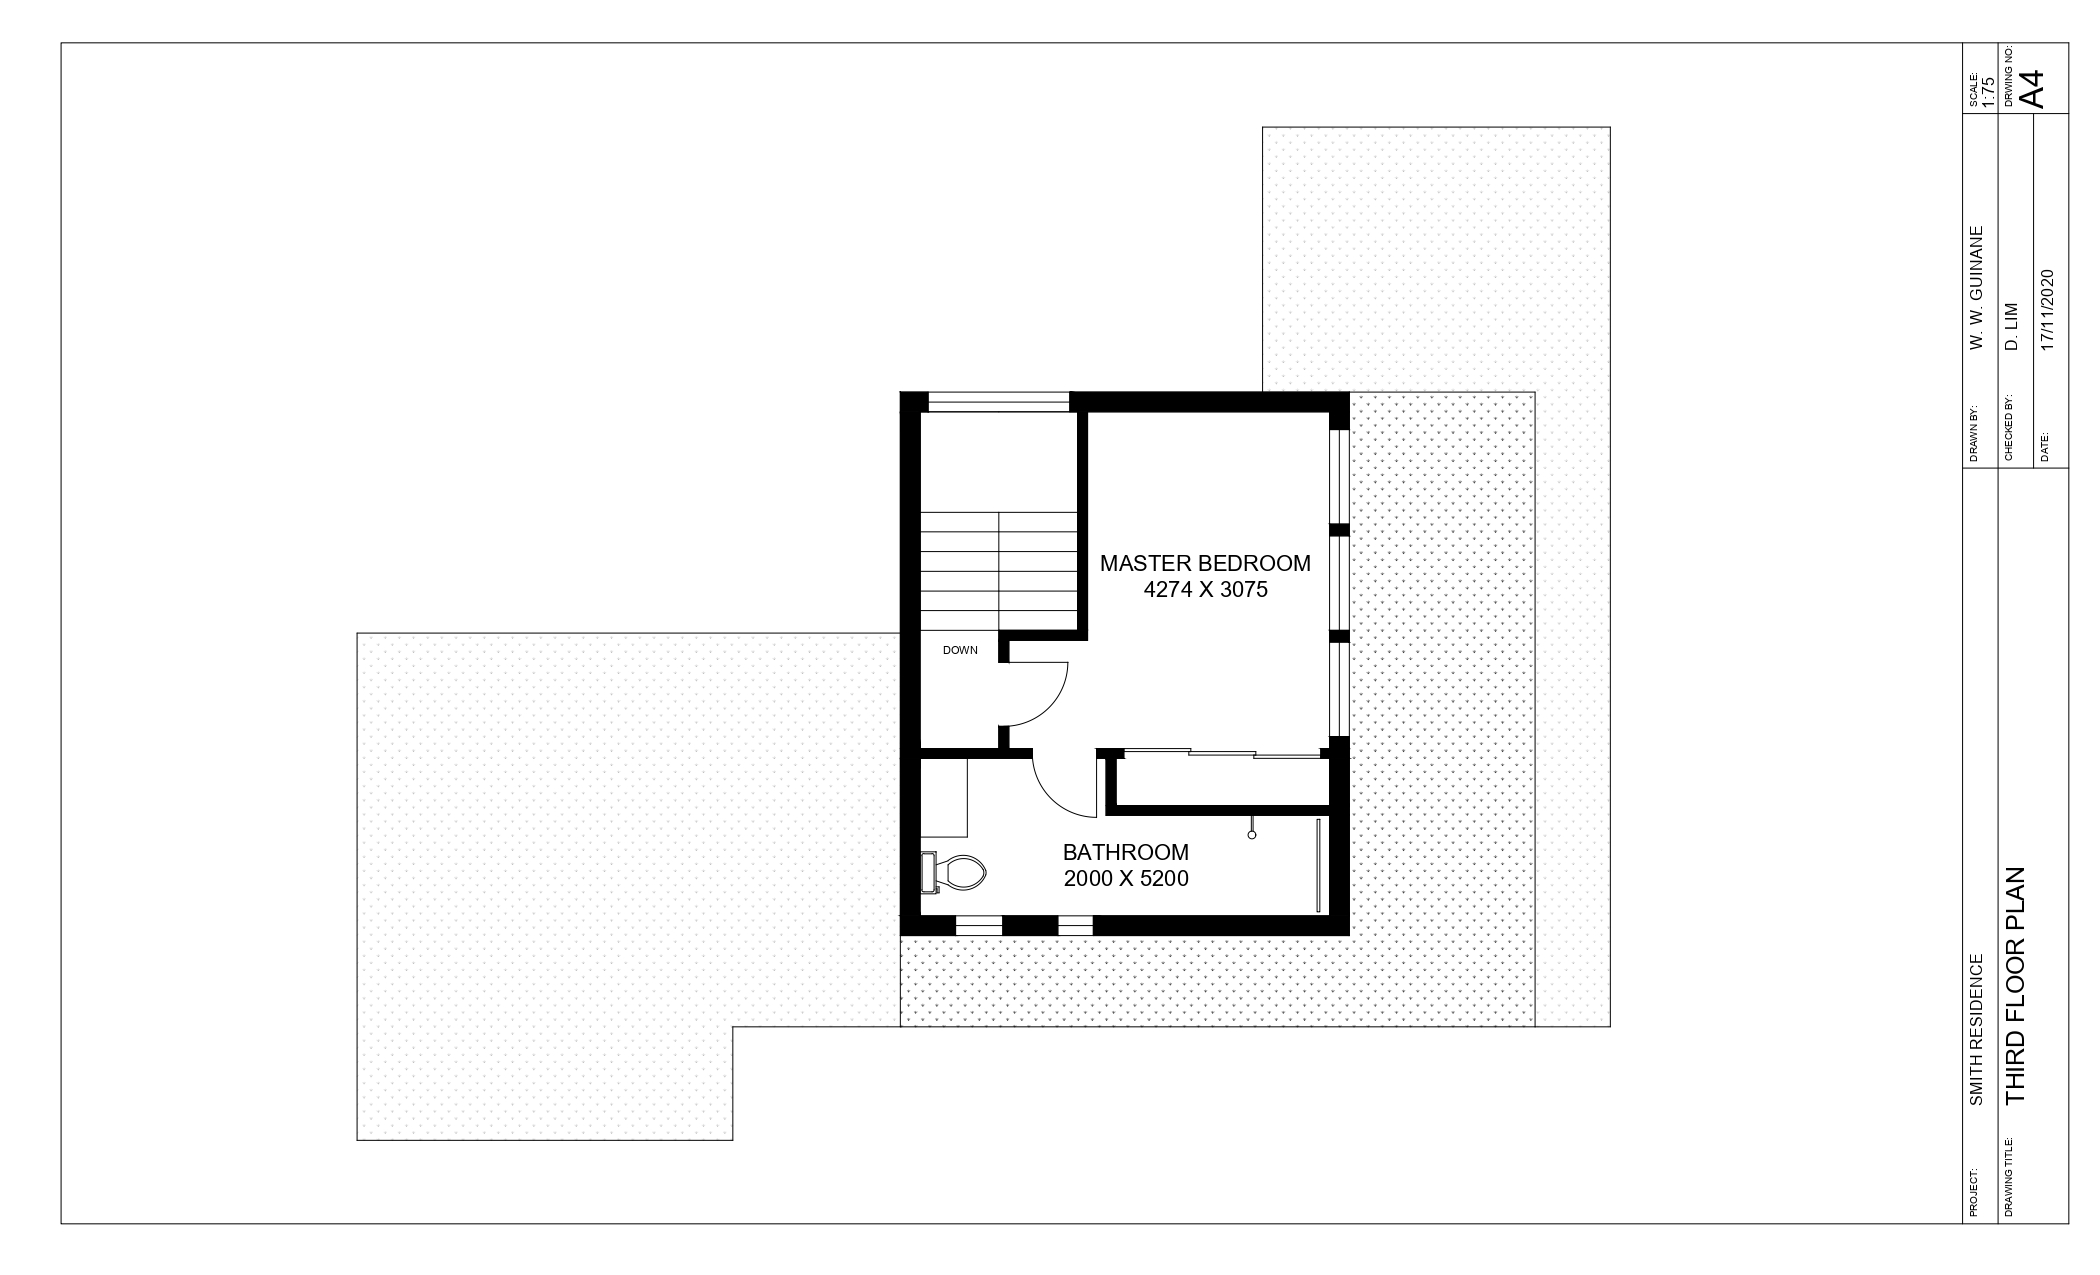 MASTER BEDROOM
4274 X 3075
DOWN
BATHROOM
2000 X 5200
PROJECT:
SMITH RESIDENCE
DRAWING TITLE:
THIRD FLOOR PLAN
DRAWN BY:
W. W. GUINANE
CHECKED BY:
D. LIM
DATE:
17/11/2020
SCALE:
1:75
DRWING NO:
A4